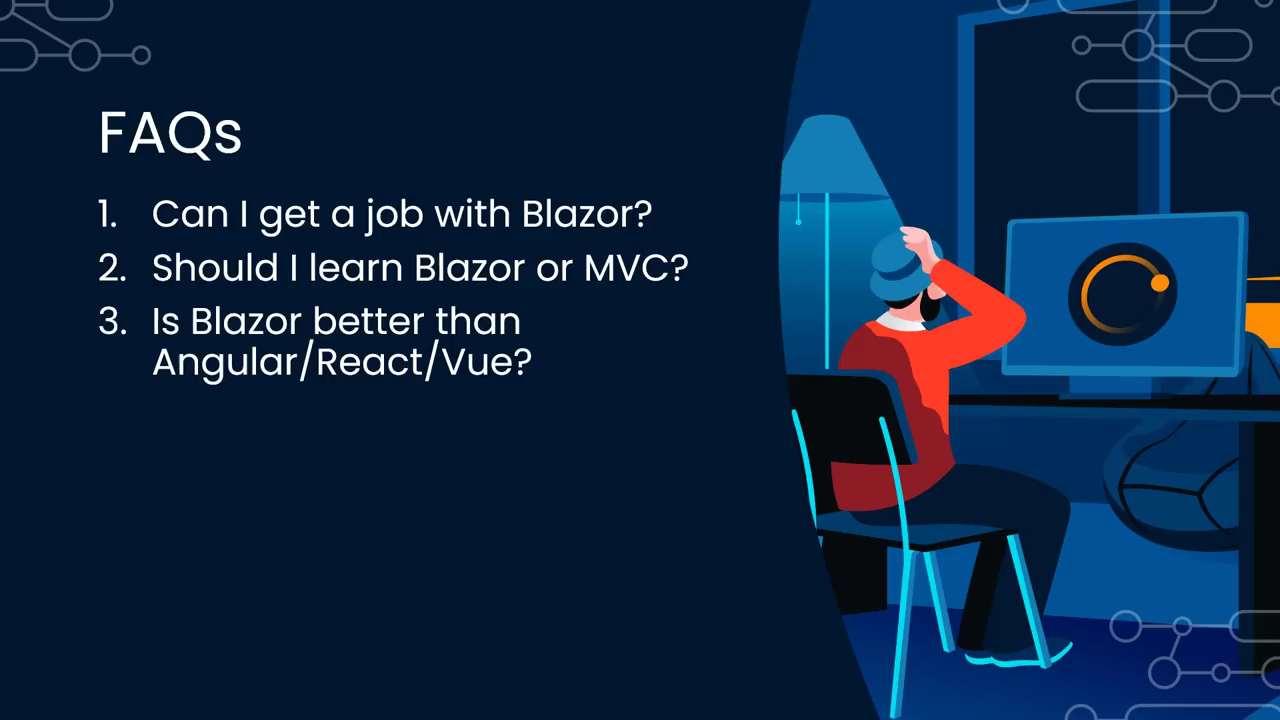 FAQs
1. Can I get a job with Blazor?
2. Should I learn Blazor or MVC?
3. Is Blazor better than
Angular/React/Vue?